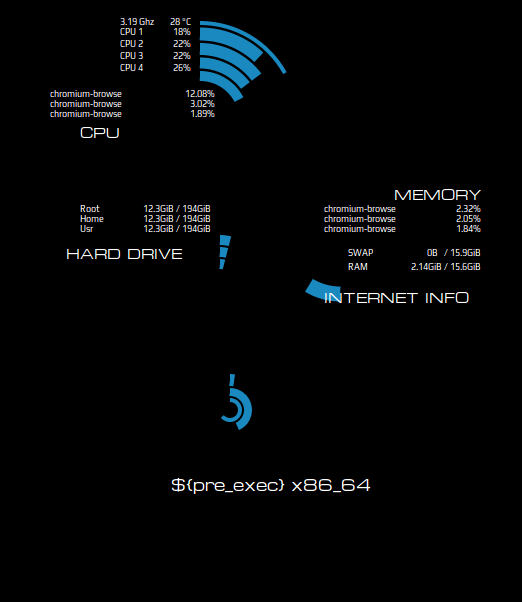 3.19 Ghz 28 °C
CPU 1 18%
CPU 2 22%
CPU 3 22%
CPU 4 26%
chromium-browse 12.08%
chromium-browse 3.02%
chromium-browse 1.89%
CPU
MEMORY
Root 12.3GiB / 194GiB
Home 12.3GiB / 194GiB
Usr 12.3GiB / 194GiB
HARD DRIVE
chromium-browse 2.32%
chromium-browse 2.05%
chromium-browse 1.84%
SWAP 0B / 15.9GiB
RAM 2.14GiB / 15.6GiB
INTERNET INFO
${pre_exec} x86_64